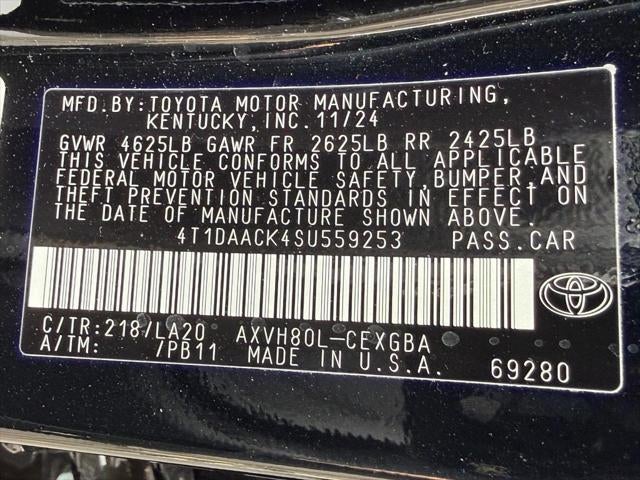 MFD.BY:TOYOTA MOTOR MANUFACTURING,
KENTUCKY,INC.11/24
GVWR 4625LB GAWR FR 2625LB RR 2425LB
THIS VEHICLE CONFORMS TO ALL APPLICABLE
FEDERAL MOTOR VEHICLE SAFETY,BUMPER,AND
THEFT PREVENTION STANDARDS IN EFFECT ON
THE DATE OF MANUFACTURE SHOWN ABOVE.
4T1DAACK4SU559253 PASS.CAR
C/TR:218/LA20 AXVH80L-CEXGBA
A/TM: /PB11 MADE IN U.S.A.
69280